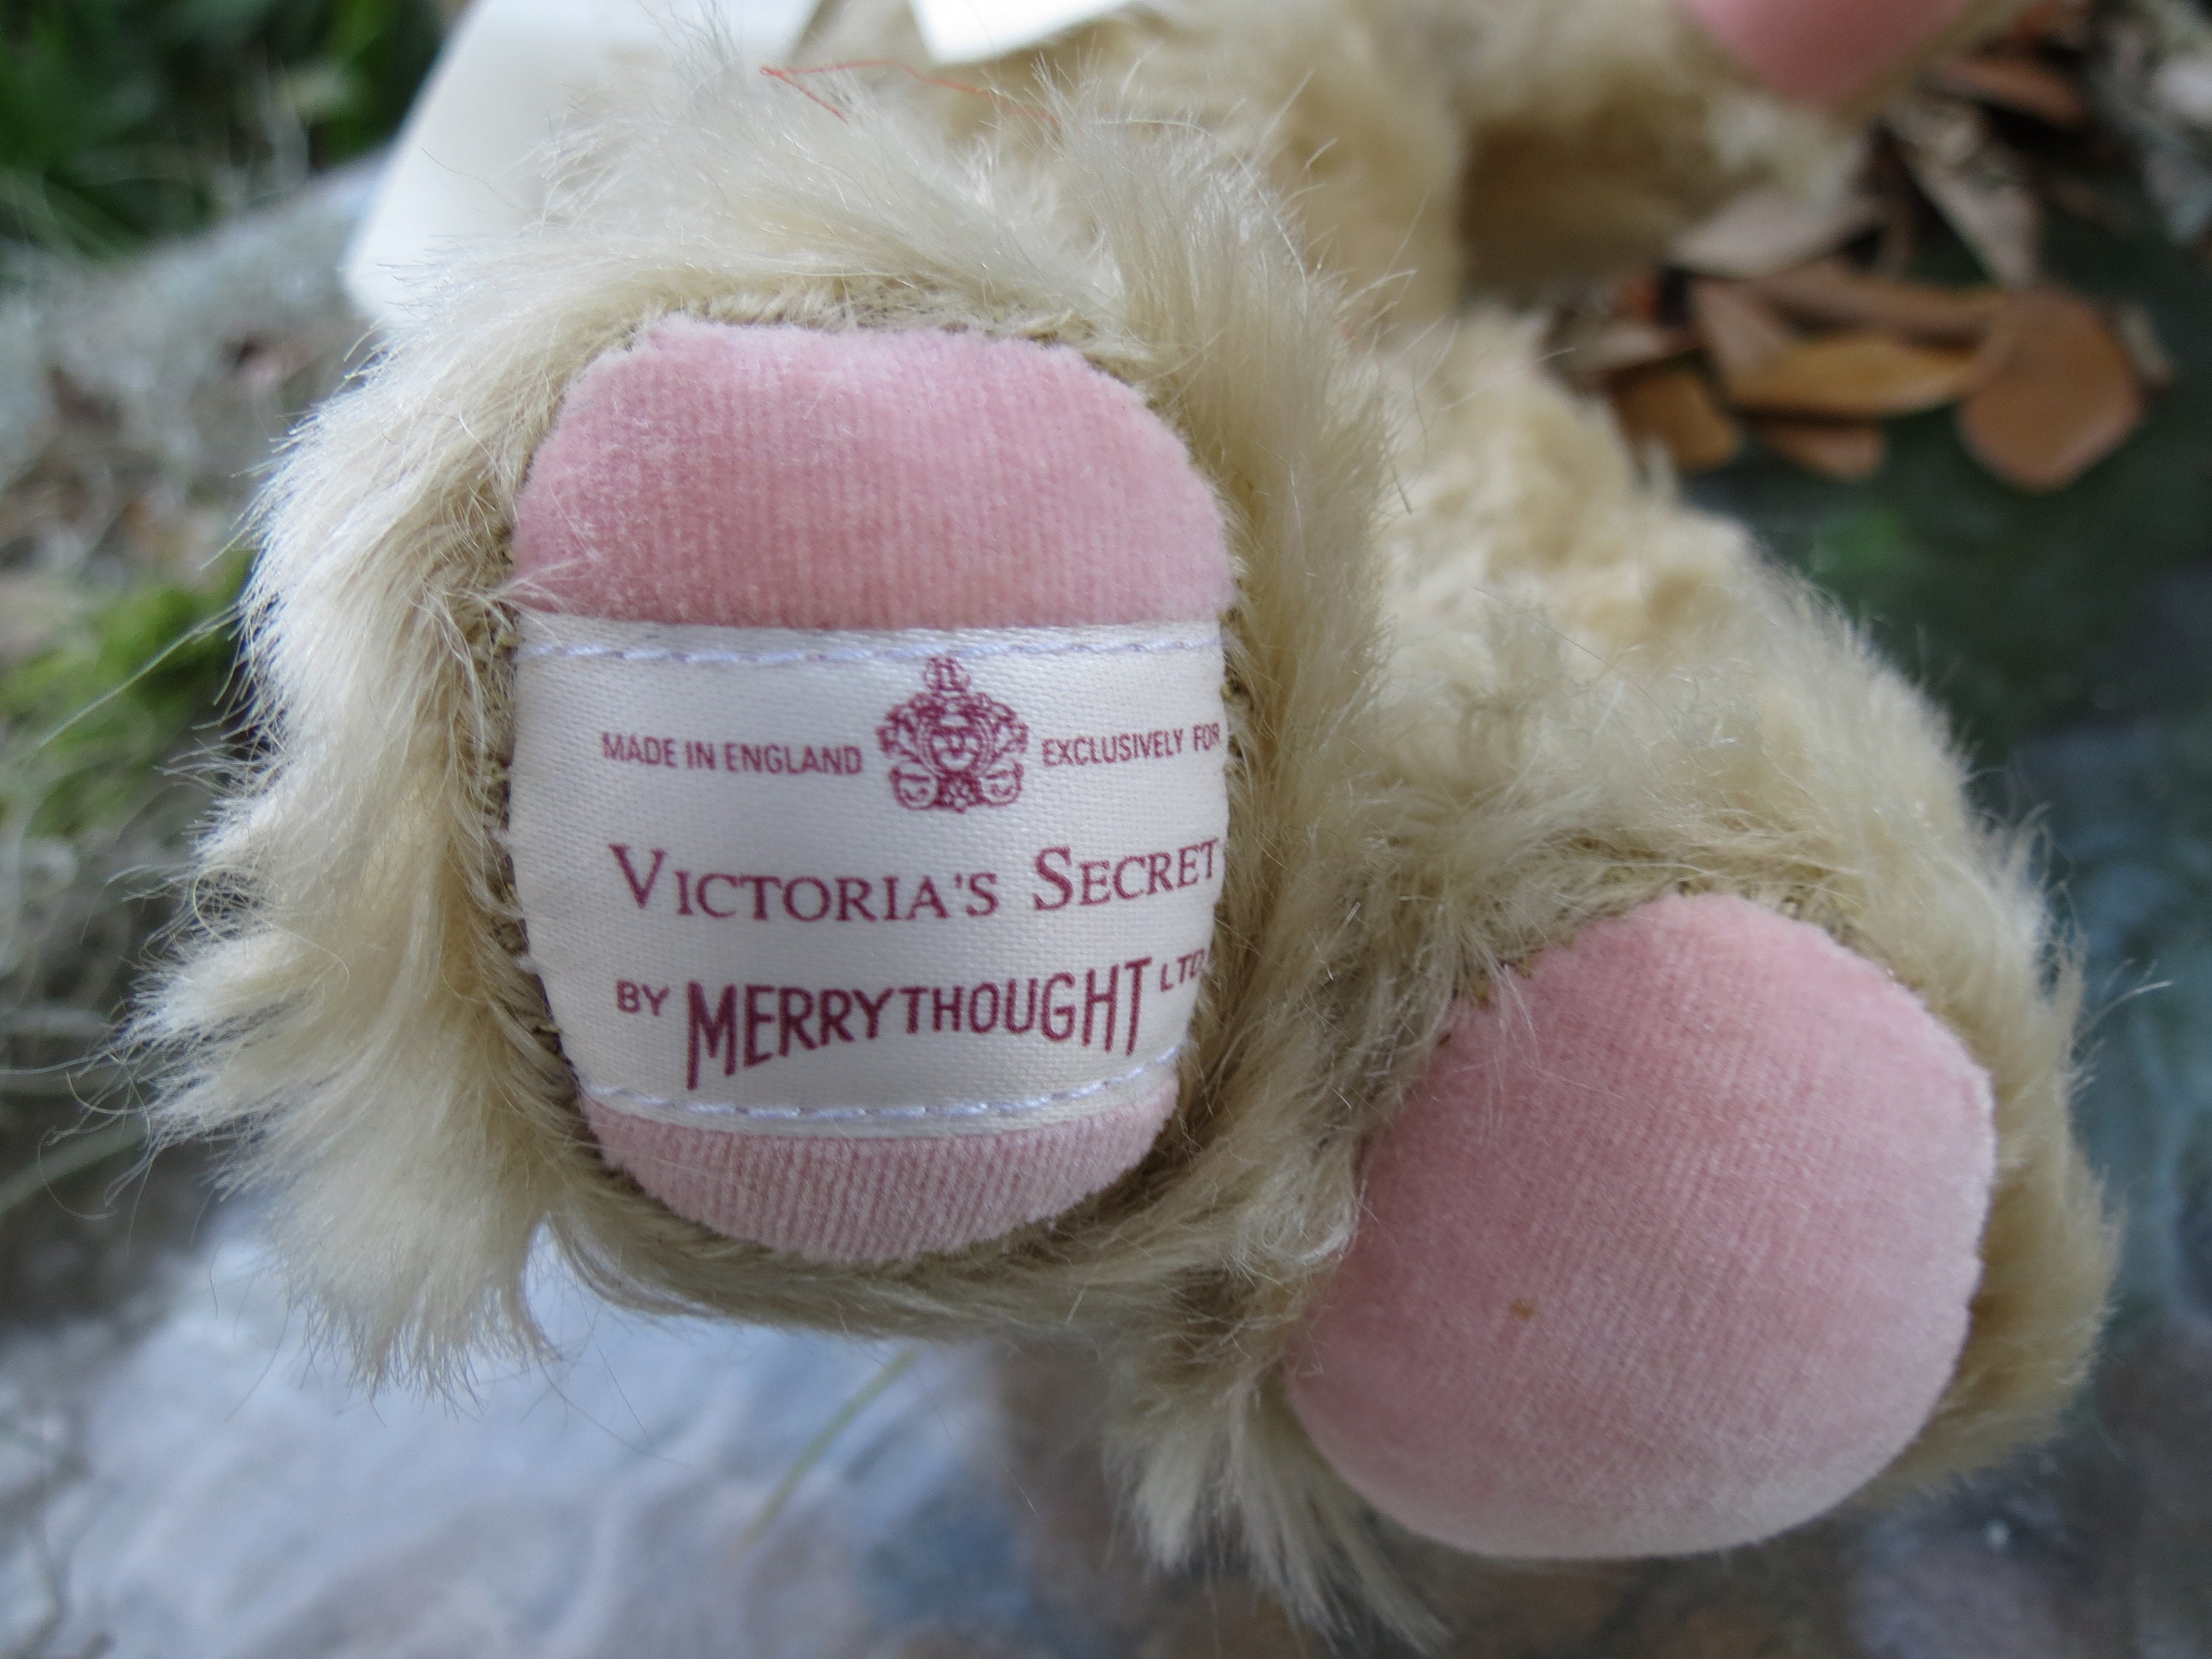 MADE IN ENGLAND EXCLUSIVELY FOR
VICTORIA'S SECRET
BY MERRYTHOUGHT LTD